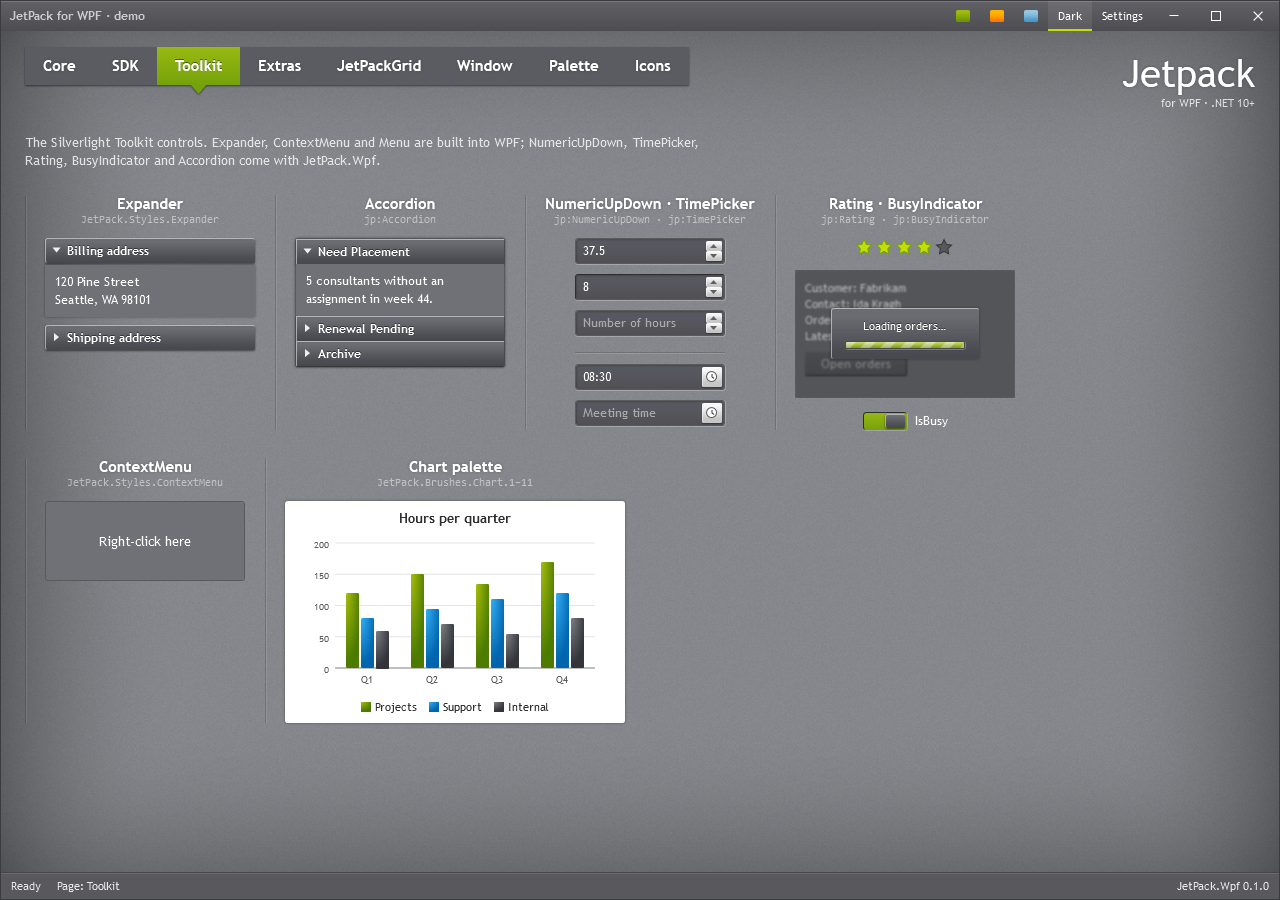 JetPack for WPF · demo
Dark
Settings
Core
SDK
Toolkit
Extras
JetPackGrid
Window
Palette
Icons
Jetpack
for WPF · .NET 10+
The Silverlight Toolkit controls. Expander, ContextMenu and Menu are built into WPF; NumericUpDown, TimePicker,
Rating, BusyIndicator and Accordion come with JetPack.Wpf.
Expander
JetPack.Styles.Expander
Billing address
120 Pine Street
Seattle, WA 98101
Shipping address
Accordion
jp:Accordion
Need Placement
5 consultants without an
assignment in week 44.
Renewal Pending
Archive
NumericUpDown · TimePicker
jp:NumericUpDown · jp:TimePicker
37.5
8
Number of hours
08:30
Meeting time
Rating · BusyIndicator
jp:Rating · jp:BusyIndicator
Customer: Fabrikam
Contact: Ida Kragh
Loading orders...
Open orders
IsBusy
ContextMenu
JetPack.Styles.ContextMenu
Right-click here
Chart palette
JetPack.Brushes.Chart.1–11
Hours per quarter
200
150
100
50
0
Q1
Q2
Q3
Q4
Projects
Support
Internal
Ready
Page: Toolkit
JetPack.Wpf 0.1.0